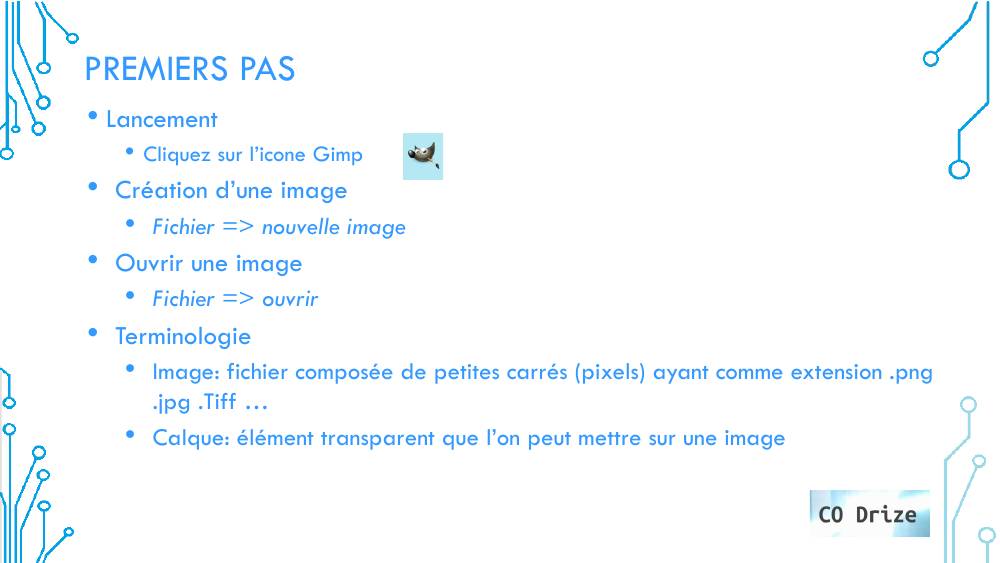 PREMIERS PAS
• Lancement
• Cliquez sur l’icone Gimp
• Création d’une image
• Fichier => nouvelle image
• Ouvrir une image
• Fichier => ouvrir
• Terminologie
• Image: fichier composée de petites carrés (pixels) ayant comme extension .png
.jpg .Tiff …
• Calque: élément transparent que l’on peut mettre sur une image
CO Drize